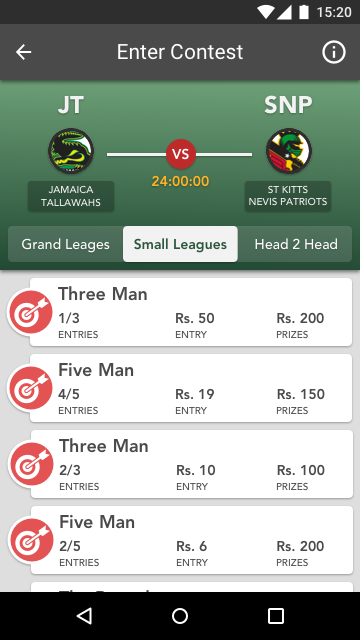 15:20
Enter Contest
JT
SNP
VS
24:00:00
JAMAICA
TALLAWAHS
ST KITTS
NEVIS PATRIOTS
Grand Leages
Small Leagues
Head 2 Head
Three Man
1/3
Rs. 50
Rs. 200
ENTRIES
ENTRY
PRIZES
Five Man
4/5
Rs. 19
Rs. 150
ENTRIES
ENTRY
PRIZES
Three Man
2/3
Rs. 10
Rs. 100
ENTRIES
ENTRY
PRIZES
Five Man
2/5
Rs. 6
Rs. 200
ENTRIES
ENTRY
PRIZES